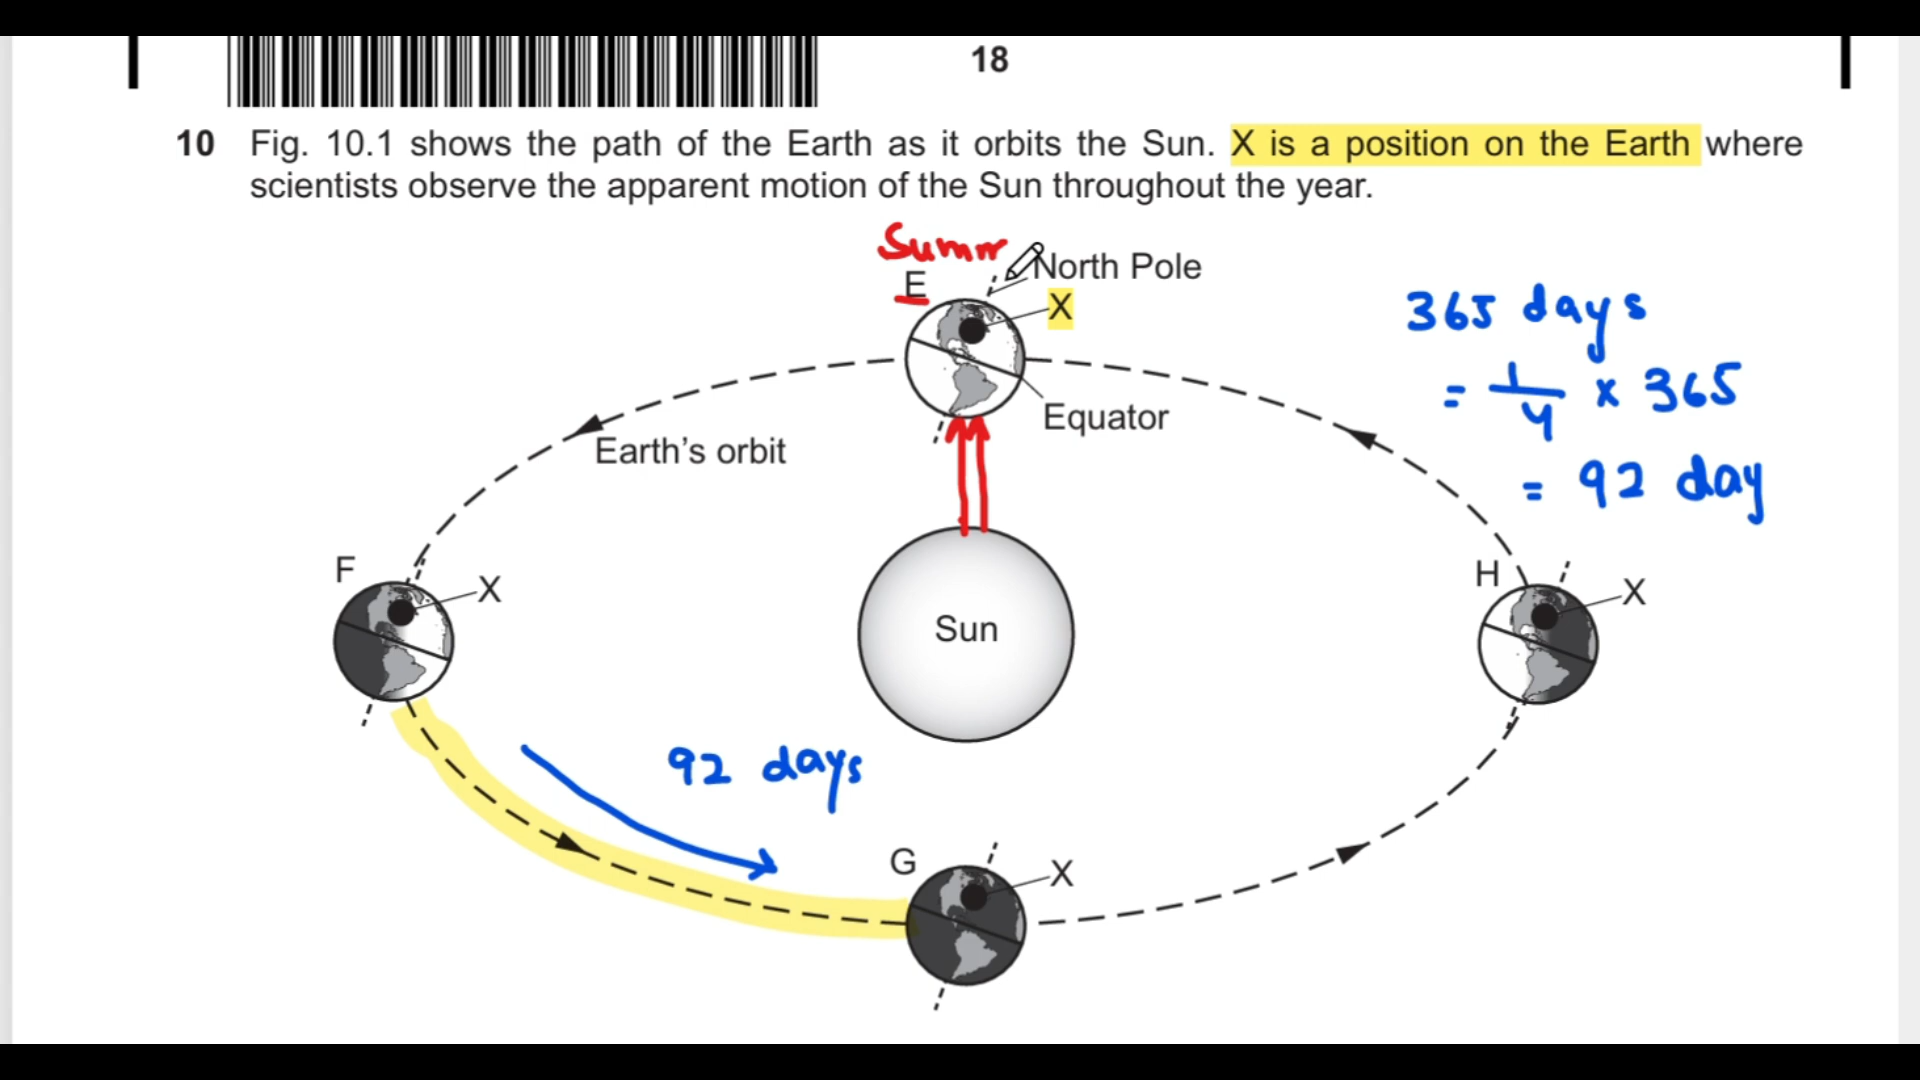 18
10 Fig. 10.1 shows the path of the Earth as it orbits the Sun. X is a position on the Earth where
scientists observe the apparent motion of the Sun throughout the year.
Summ
E
North Pole
X
365 days
= 1/4 × 365
= 92 day
Equator
Earth's orbit
F
X
H
X
Sun
92 days
G
X